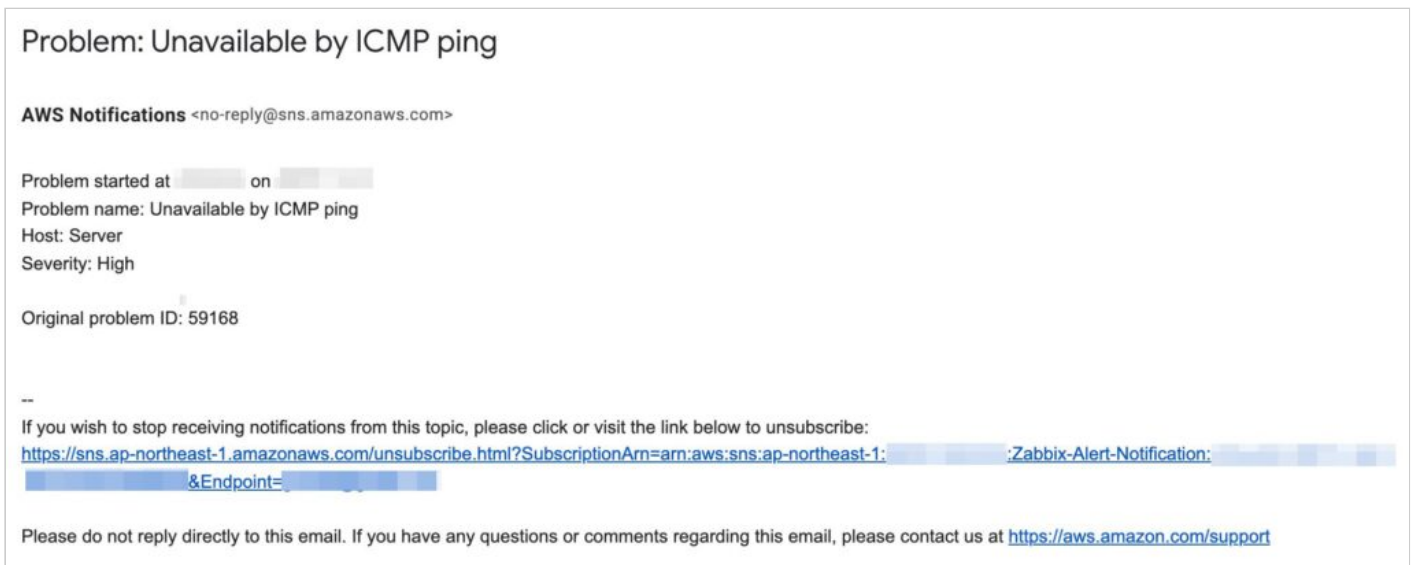 Problem: Unavailable by ICMP ping
AWS Notifications <no-reply@sns.amazonaws.com>
Problem started at on
Problem name: Unavailable by ICMP ping
Host: Server
Severity: High
Original problem ID: 59168
--
If you wish to stop receiving notifications from this topic, please click or visit the link below to unsubscribe:
https://sns.ap-northeast-1.amazonaws.com/unsubscribe.html?SubscriptionArn=arn:aws:sns:ap-northeast-1: :Zabbix-Alert-Notification:
&Endpoint=
Please do not reply directly to this email. If you have any questions or comments regarding this email, please contact us at https://aws.amazon.com/support